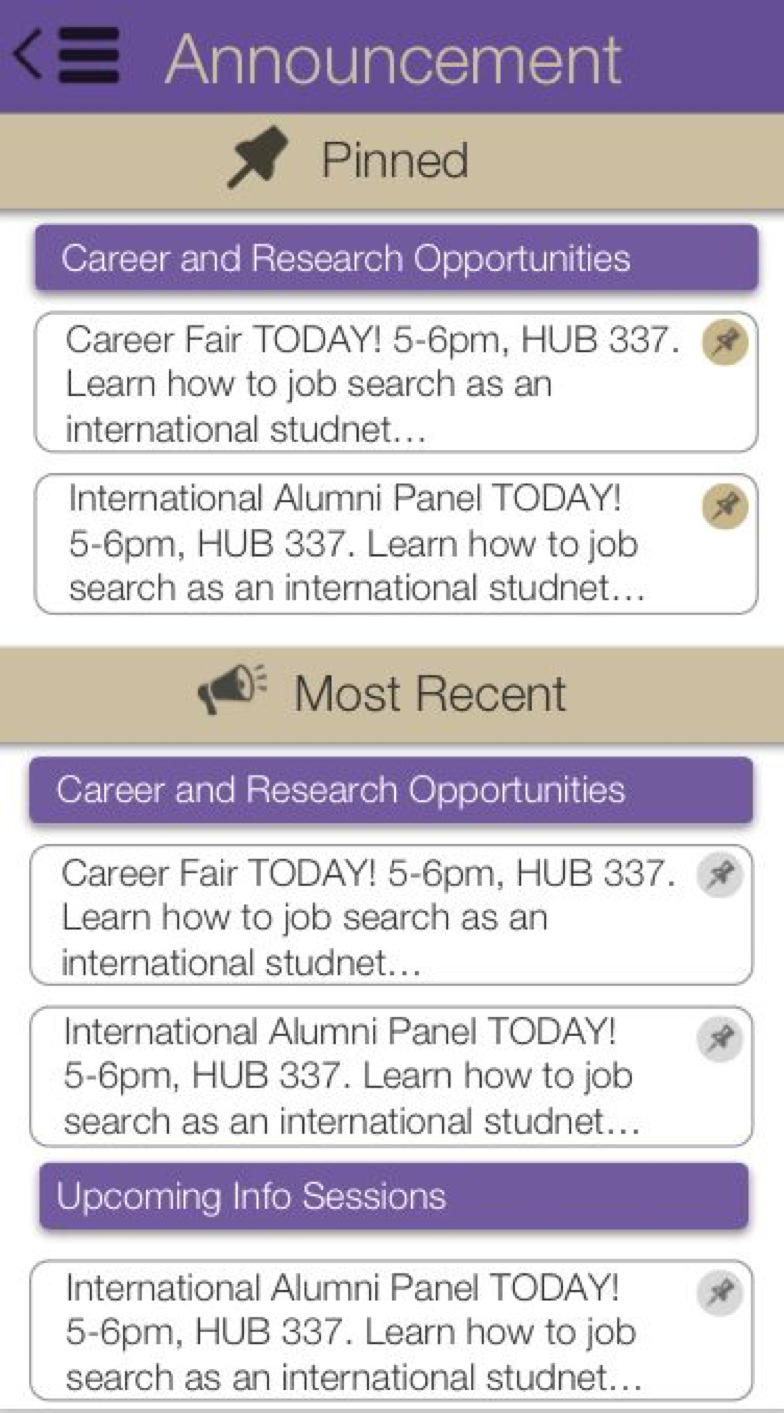 Announcement
Pinned
Career and Research Opportunities
Career Fair TODAY! 5-6pm, HUB 337.
Learn how to job search as an
international studnet...
International Alumni Panel TODAY!
5-6pm, HUB 337. Learn how to job
search as an international studnet...
Most Recent
Career and Research Opportunities
Career Fair TODAY! 5-6pm, HUB 337.
Learn how to job search as an
international studnet...
International Alumni Panel TODAY!
5-6pm, HUB 337. Learn how to job
search as an international studnet...
Upcoming Info Sessions
International Alumni Panel TODAY!
5-6pm, HUB 337. Learn how to job
search as an international studnet...